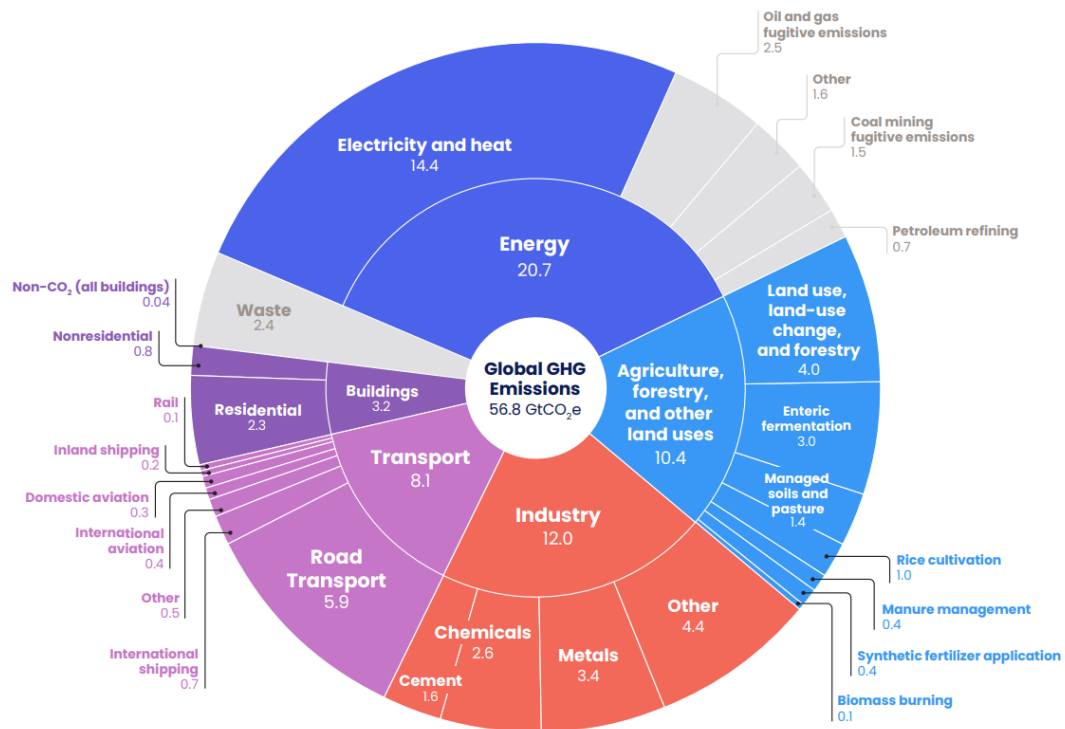 Oil and gas
fugitive emissions
2.5
Other
1.6
Coal mining
fugitive emissions
1.5
Petroleum refining
0.7
Electricity and heat
14.4
Energy
20.7
Waste
2.4
Non-CO₂ (all buildings)
0.04
Nonresidential
0.8
Residential
2.3
Buildings
3.2
Global GHG
Emissions
56.8 GtCO₂e
Land use,
land-use
change,
and forestry
4.0
Agriculture,
forestry,
and other
land uses
10.4
Enteric
fermentation
3.0
Managed
soils and
pasture
1.4
Rice cultivation
1.0
Manure management
0.4
Synthetic fertilizer application
0.4
Biomass burning
0.1
Rail
0.1
Inland shipping
0.2
Domestic aviation
0.3
International
aviation
0.4
Other
0.5
International
shipping
0.7
Transport
8.1
Road
Transport
5.9
Industry
12.0
Chemicals
2.6
Cement
1.6
Metals
3.4
Other
4.4